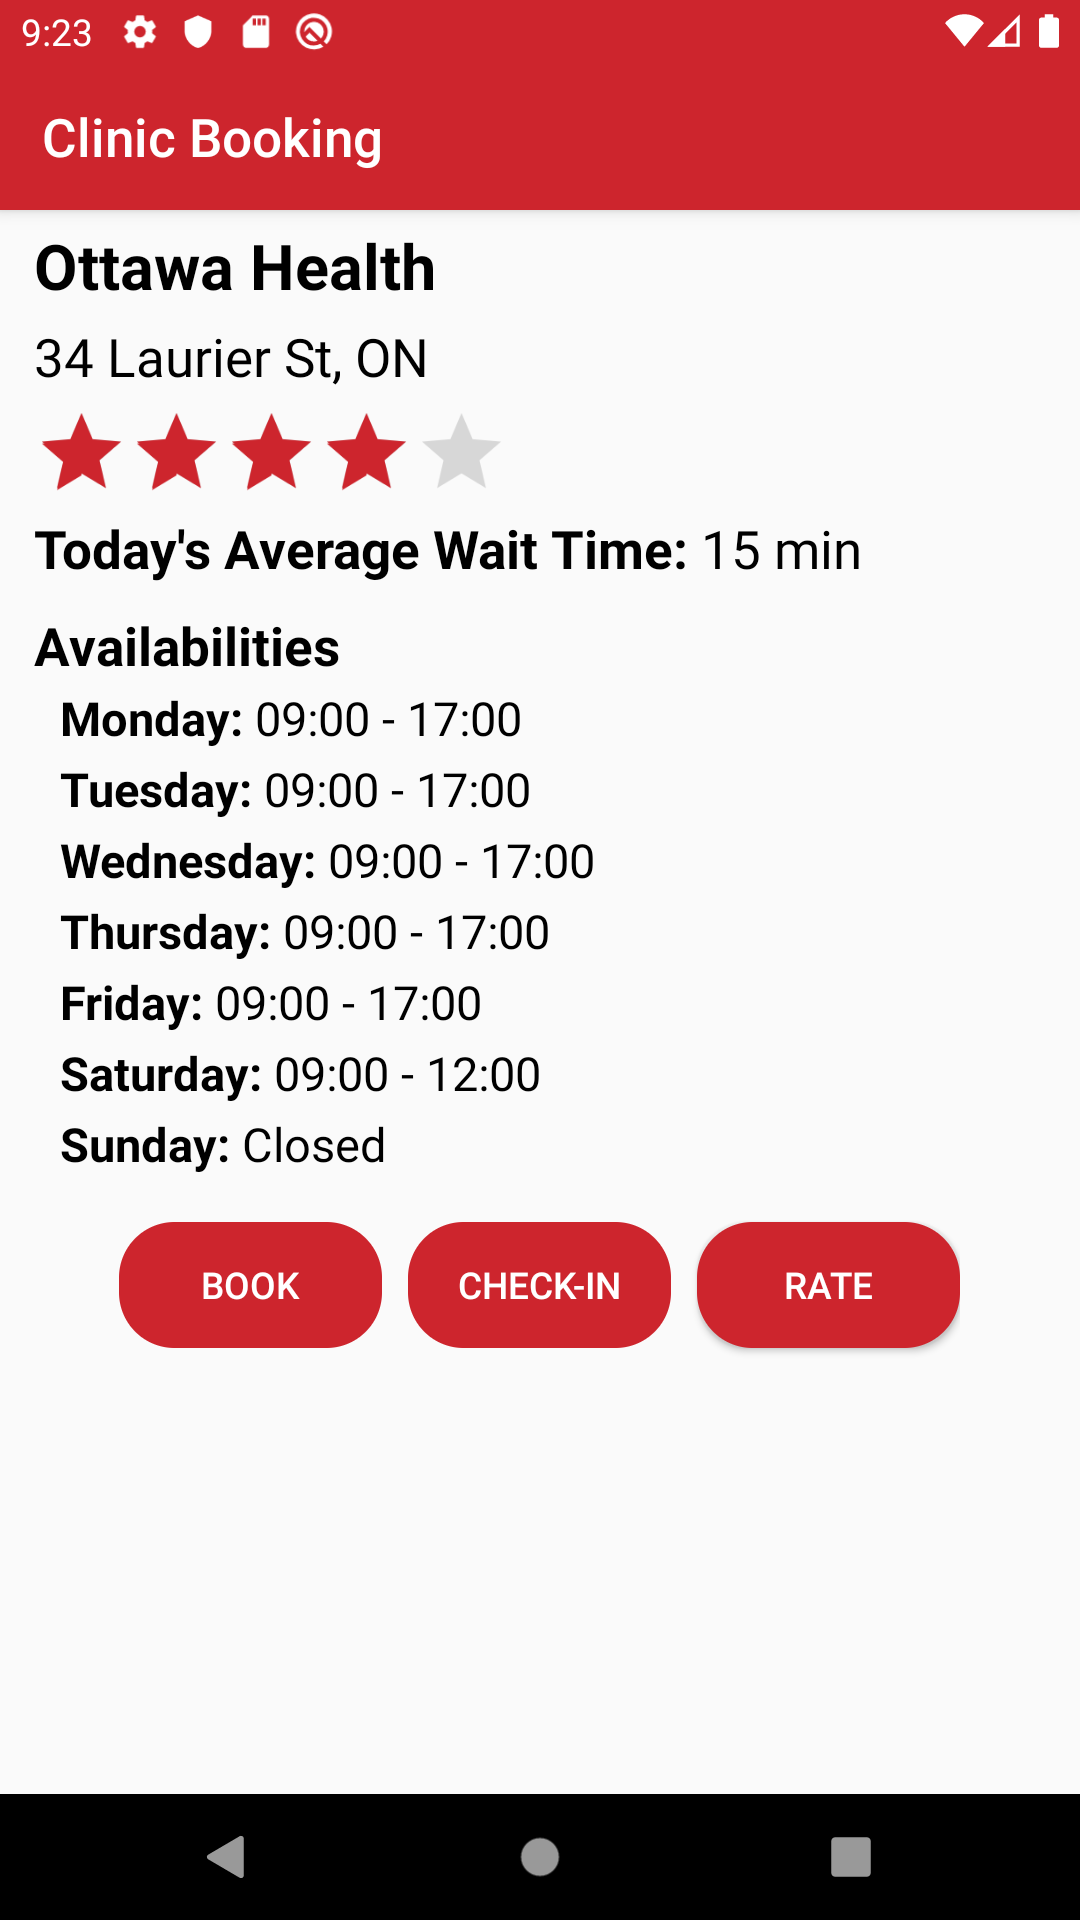 9:23
Clinic Booking
Ottawa Health
34 Laurier St, ON
Today's Average Wait Time: 15 min
Availabilities
Monday: 09:00 - 17:00
Tuesday: 09:00 - 17:00
Wednesday: 09:00 - 17:00
Thursday: 09:00 - 17:00
Friday: 09:00 - 17:00
Saturday: 09:00 - 12:00
Sunday: Closed
BOOK CHECK-IN RATE